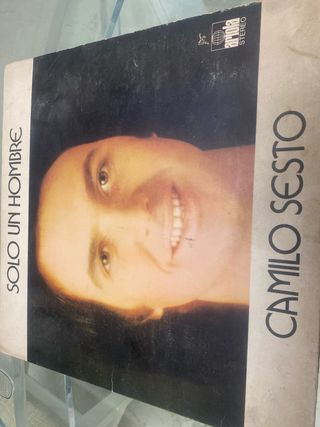 SOLO UN HOMBRE
ariola
STEREO
CAMILO SESTO